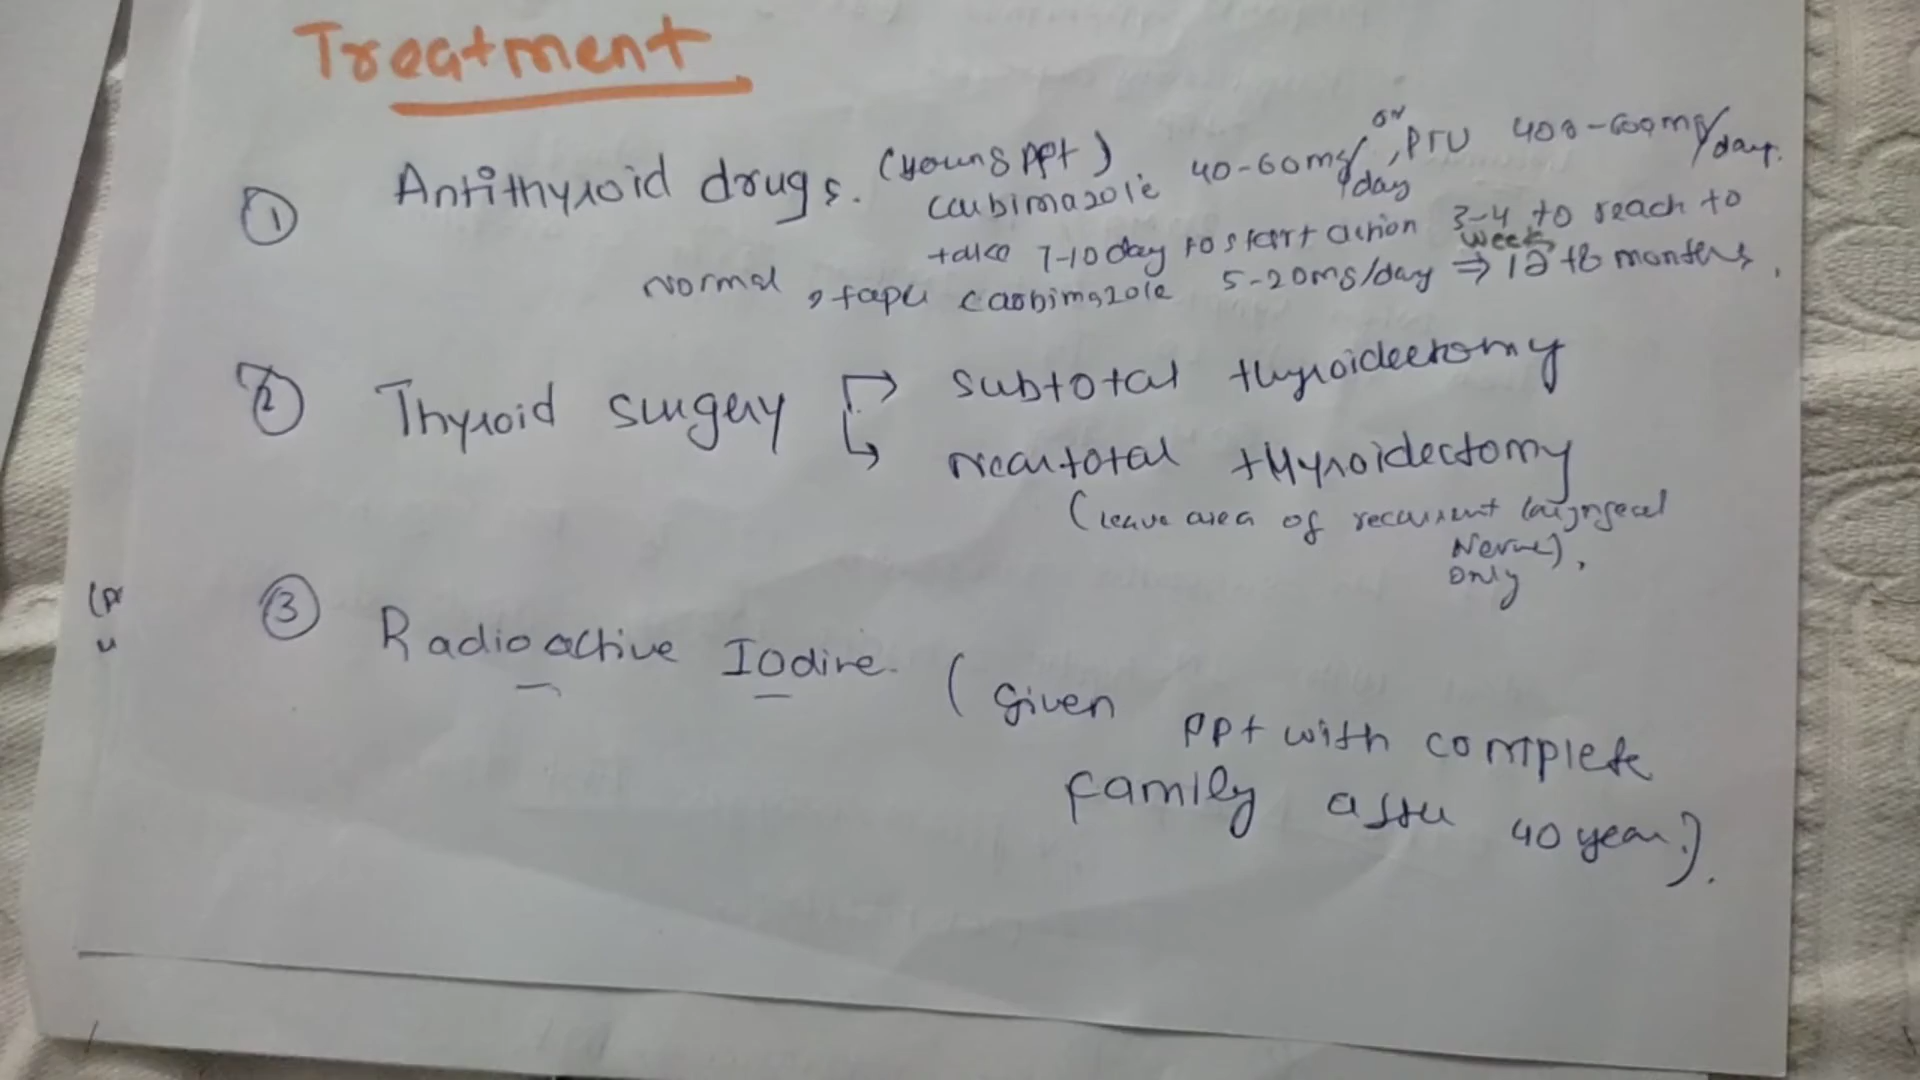 Treatment
① Antithyroid drugs. (young ppt)
Carbimazole 40-60mg/day or, PTU 400-600mg/day.
take 7-10 day to start action 3-4 week to reach to
normal, taper carbimazole 5-20mg/day ⇒ 12 18 months.
② Thyroid surgery → subtotal thyroidectomy
↳ neartotal thyroidectomy
(leave area of recurrent laryngeal
Nerve),
only
③ Radioactive Iodine. (Given
ppt with complete
family after 40 year).